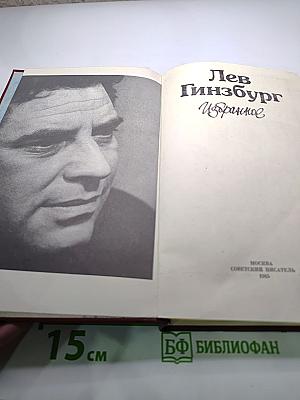 Лев
Гинзбург
Избранное
МОСКВА
СОВЕТСКИЙ ПИСАТЕЛЬ
1985
15 см
БФ БИБЛИОФАН